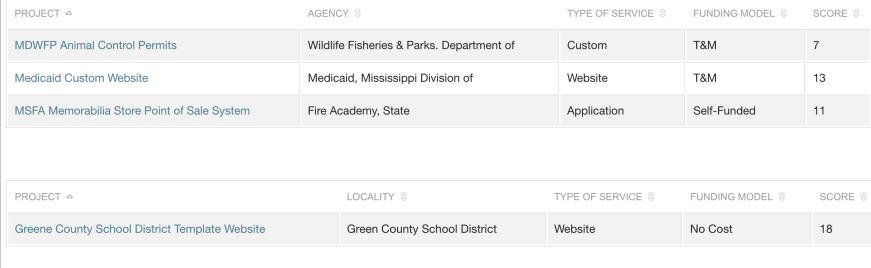 PROJECT AGENCY TYPE OF SERVICE FUNDING MODEL SCORE
MDWFP Animal Control Permits Wildlife Fisheries & Parks. Department of Custom T&M 7
Medicaid Custom Website Medicaid, Mississippi Division of Website T&M 13
MSFA Memorabilia Store Point of Sale System Fire Academy, State Application Self-Funded 11
PROJECT LOCALITY TYPE OF SERVICE FUNDING MODEL SCORE
Greene County School District Template Website Green County School District Website No Cost 18